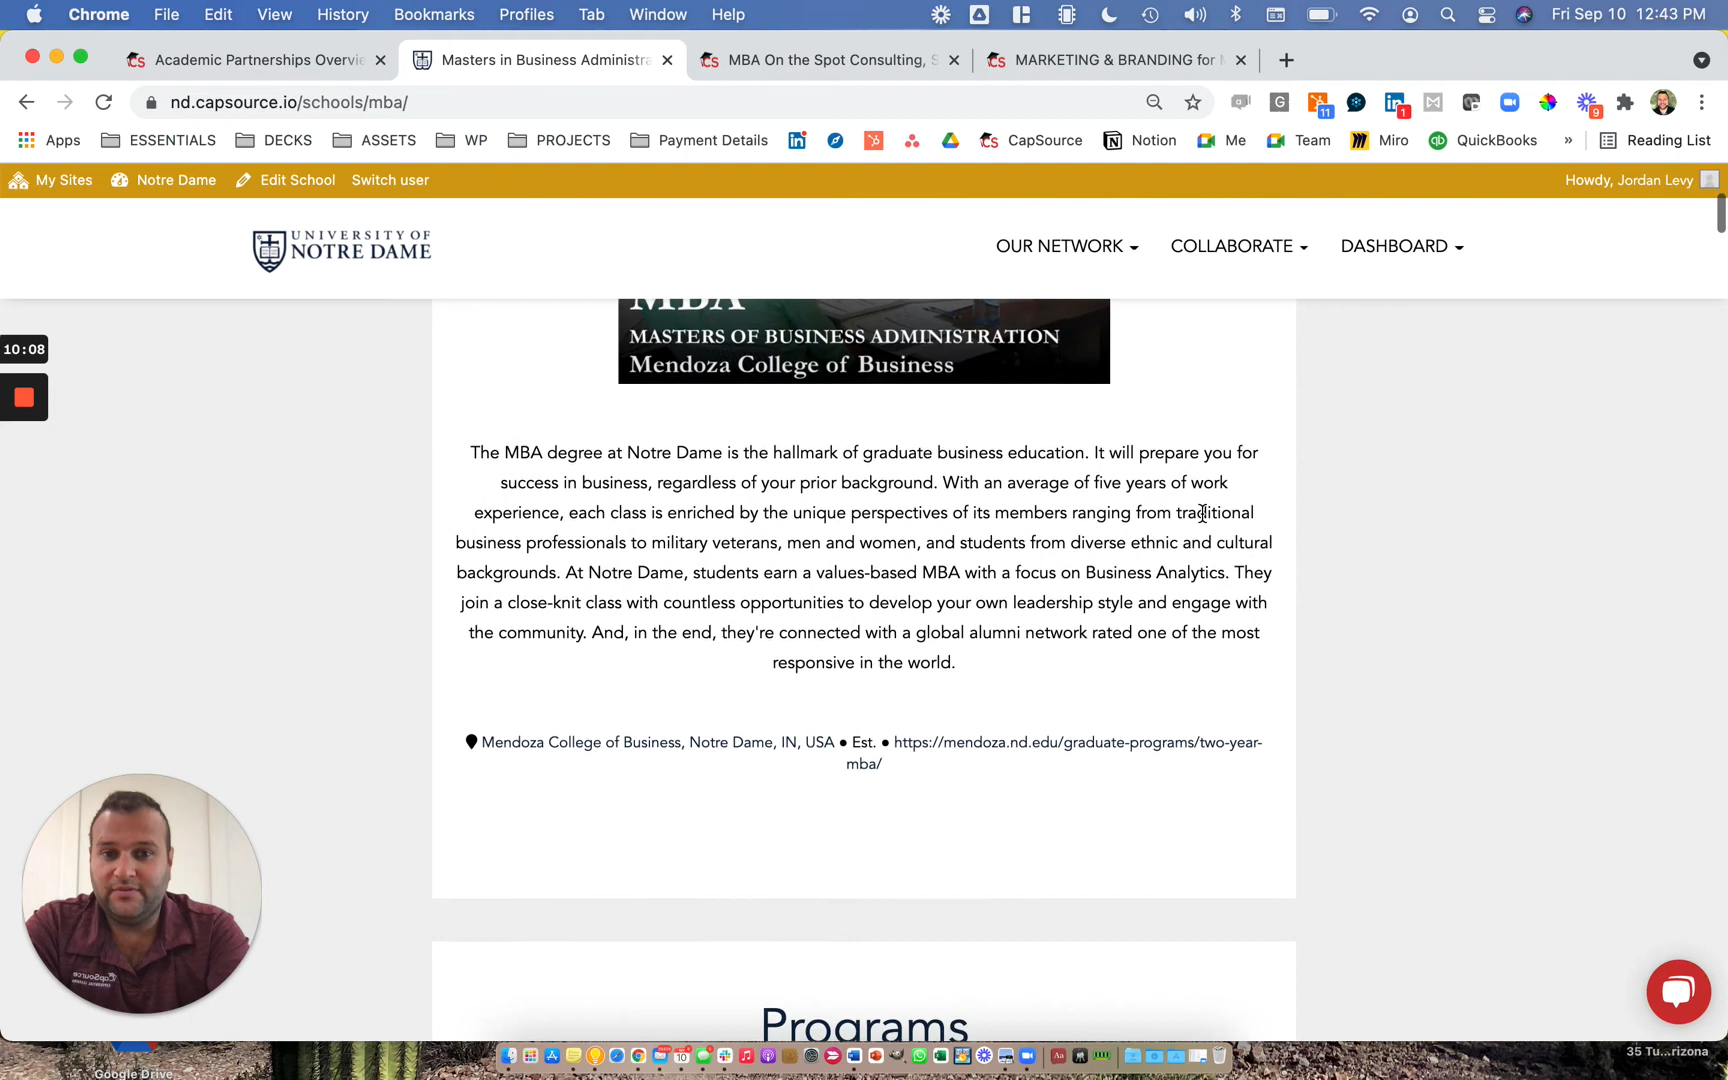 Chrome File Edit View History Bookmarks Profiles Tab Window Help Fri Sep 10 12:43 PM
Academic Partnerships Overvie
Masters in Business Administra
MBA On the Spot Consulting, S
MARKETING & BRANDING for M
nd.capsource.io/schools/mba/
11
1
9
Apps ESSENTIALS DECKS ASSETS WP PROJECTS Payment Details CapSource Notion Me Team Miro QuickBooks » Reading List
My Sites Notre Dame Edit School Switch user Howdy, Jordan Levy
UNIVERSITY OF
NOTRE DAME
OUR NETWORK COLLABORATE DASHBOARD
10:08
MBA
MASTERS OF BUSINESS ADMINISTRATION
Mendoza College of Business
The MBA degree at Notre Dame is the hallmark of graduate business education. It will prepare you for
success in business, regardless of your prior background. With an average of five years of work
experience, each class is enriched by the unique perspectives of its members ranging from traditional
business professionals to military veterans, men and women, and students from diverse ethnic and cultural
backgrounds. At Notre Dame, students earn a values-based MBA with a focus on Business Analytics. They
join a close-knit class with countless opportunities to develop your own leadership style and engage with
the community. And, in the end, they're connected with a global alumni network rated one of the most
responsive in the world.
Mendoza College of Business, Notre Dame, IN, USA ● Est. ● https://mendoza.nd.edu/graduate-programs/two-year-
mba/
CapSource
Programs
Google Drive
35 Tu...rizona